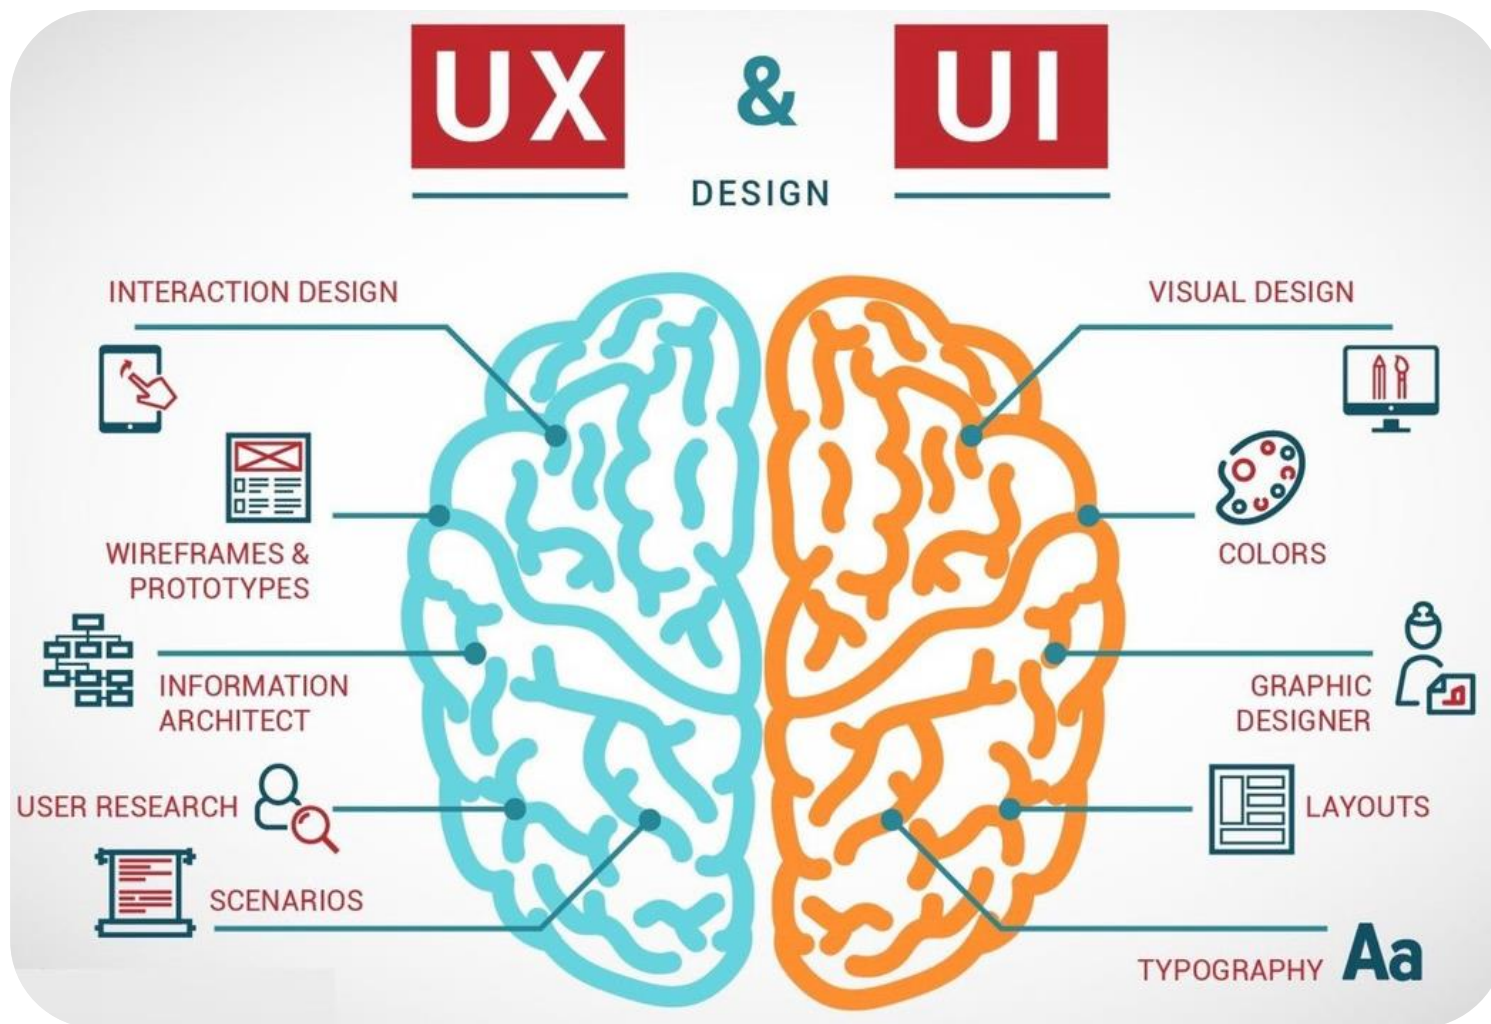 UX & UI
DESIGN
INTERACTION DESIGN
WIREFRAMES &
PROTOTYPES
INFORMATION
ARCHITECT
USER RESEARCH
SCENARIOS
VISUAL DESIGN
COLORS
GRAPHIC
DESIGNER
LAYOUTS
TYPOGRAPHY
Aa